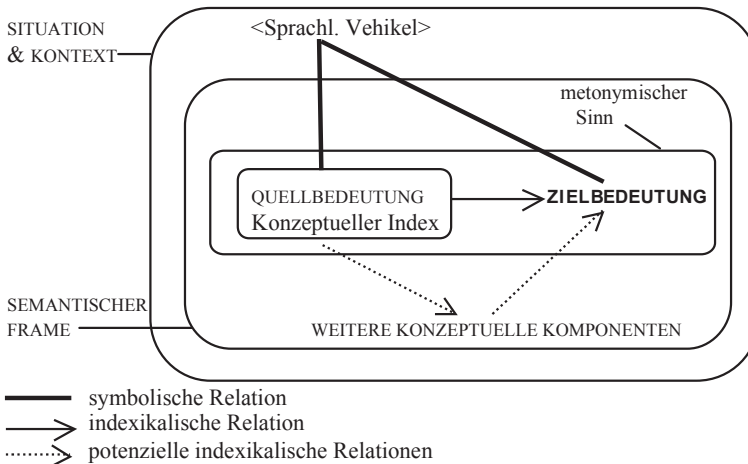 SITUATION
& KONTEXT
<Sprachl. Vehikel>
metonymischer
Sinn
QUELLBEDEUTUNG
Konzeptueller Index
ZIELBEDEUTUNG
SEMANTISCHER
FRAME
WEITERE KONZEPTUELLE KOMPONENTEN
symbolische Relation
indexikalische Relation
potenzielle indexikalische Relationen